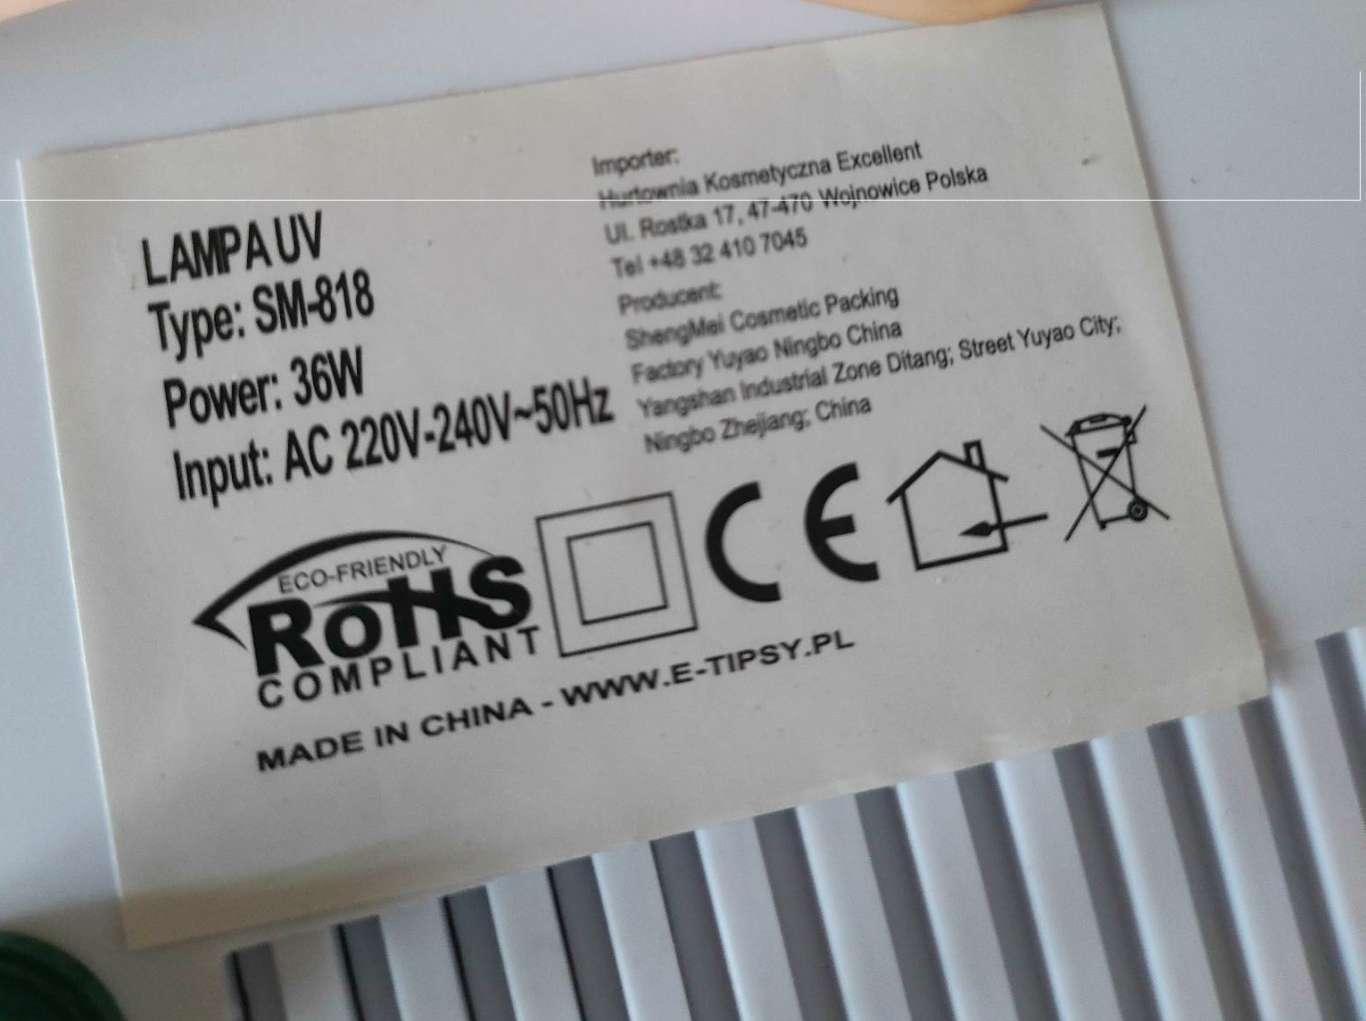 LAMPA UV
Type: SM-818
Power: 36W
Input: AC 220V-240V~50Hz
Importer:
Hurtownia Kosmetyczna Excellent
Ul. Rostka 17, 47-470 Wojnowice Polska
Tel +48 32 410 7045
Producent:
ShengMei Cosmetic Packing
Factory Yuyao Ningbo China
Yangshan Industrial Zone Ditang; Street Yuyao City;
Ningbo Zhejiang; China
ECO-FRIENDLY
RoHS
COMPLIANT
CE
MADE IN CHINA - WWW.E-TIPSY.PL